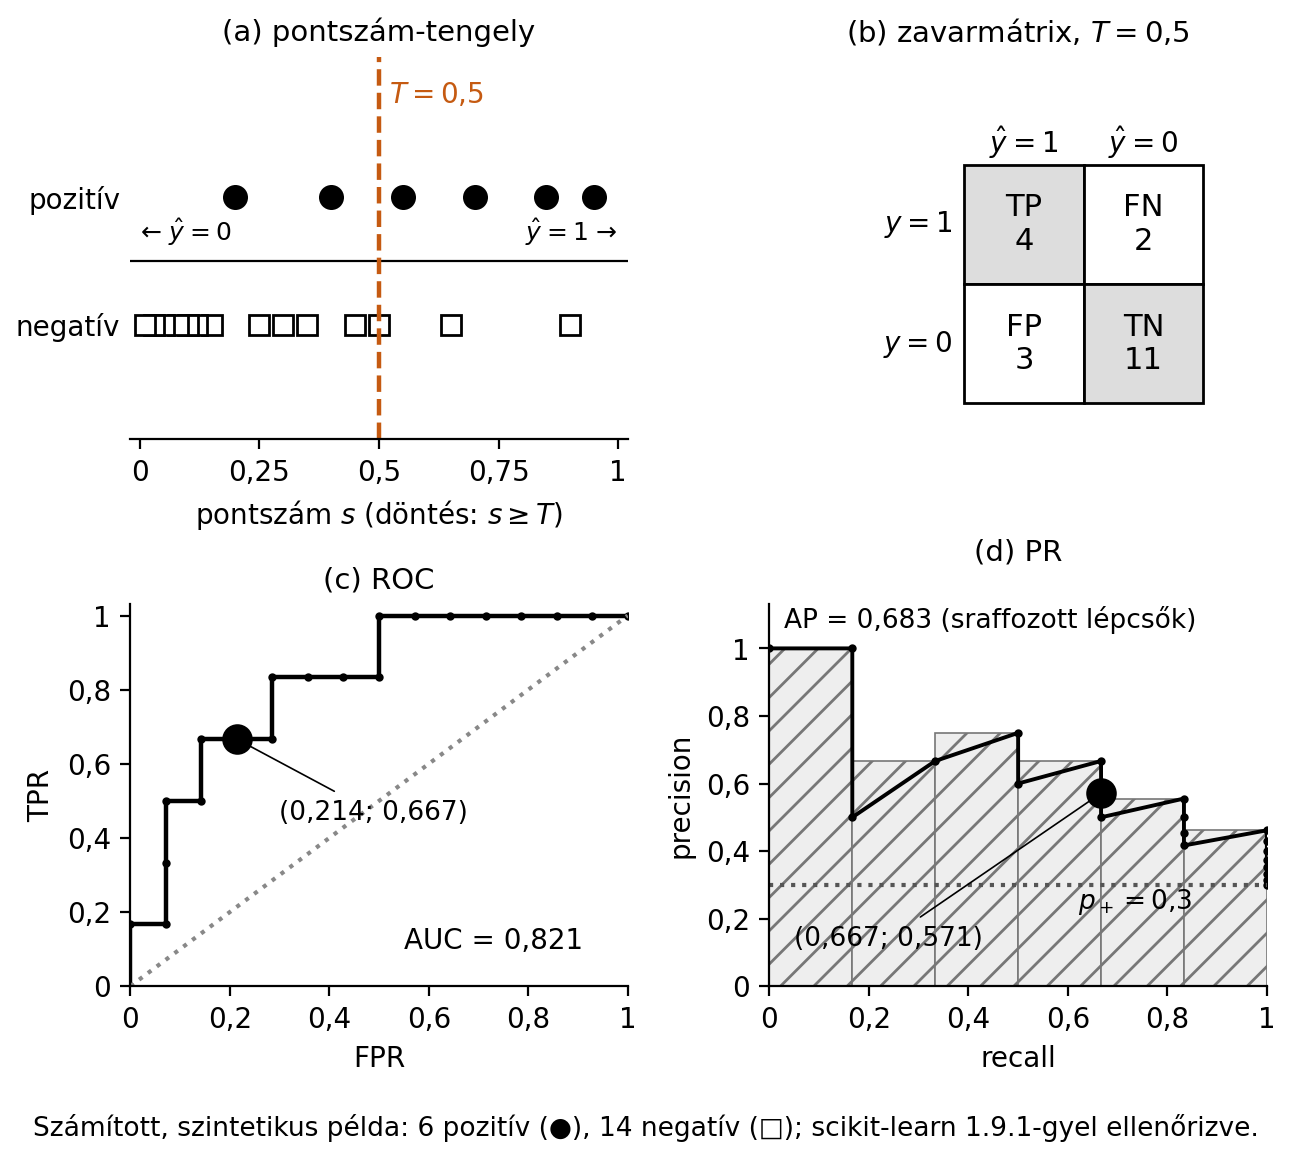 (a) pontszám-tengely
T = 0,5
pozitív
← ŷ = 0
ŷ = 1 →
negatív
0 0,25 0,5 0,75 1
pontszám s (döntés: s ≥ T)
(b) zavarmátrix, T = 0,5
ŷ = 1 ŷ = 0
y = 1
TP
4
FN
2
y = 0
FP
3
TN
11
(c) ROC
1
0,8
0,6
0,4
0,2
0
TPR
(0,214; 0,667)
AUC = 0,821
0 0,2 0,4 0,6 0,8 1
FPR
(d) PR
AP = 0,683 (sraffozott lépcsők)
1
0,8
0,6
0,4
0,2
0
precision
p₊ = 0,3
(0,667; 0,571)
0 0,2 0,4 0,6 0,8 1
recall
Számított, szintetikus példa: 6 pozitív (●), 14 negatív (□); scikit-learn 1.9.1-gyel ellenőrizve.